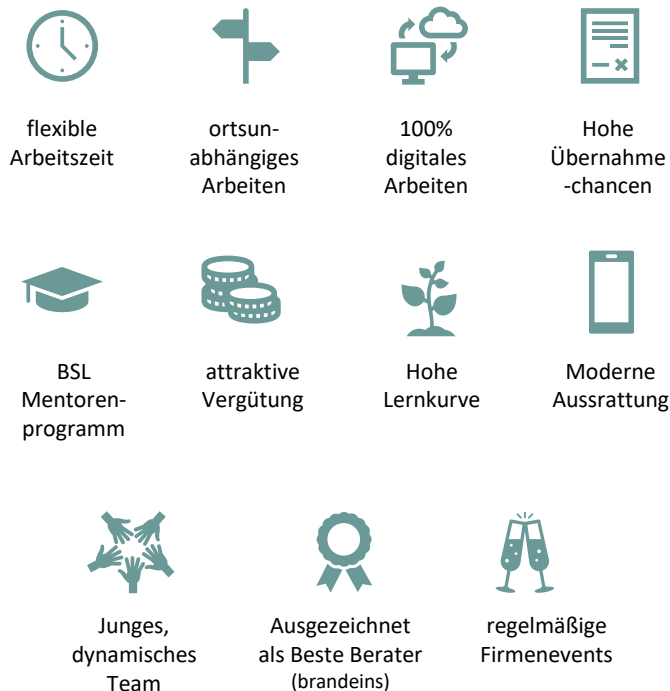 flexible
Arbeitszeit
ortsun-
abhängiges
Arbeiten
100%
digitales
Arbeiten
Hohe
Übernahme
-chancen
BSL
Mentoren-
programm
attraktive
Vergütung
Hohe
Lernkurve
Moderne
Aussrattung
Junges,
dynamisches
Team
Ausgezeichnet
als Beste Berater
(brandeins)
regelmäßige
Firmenevents